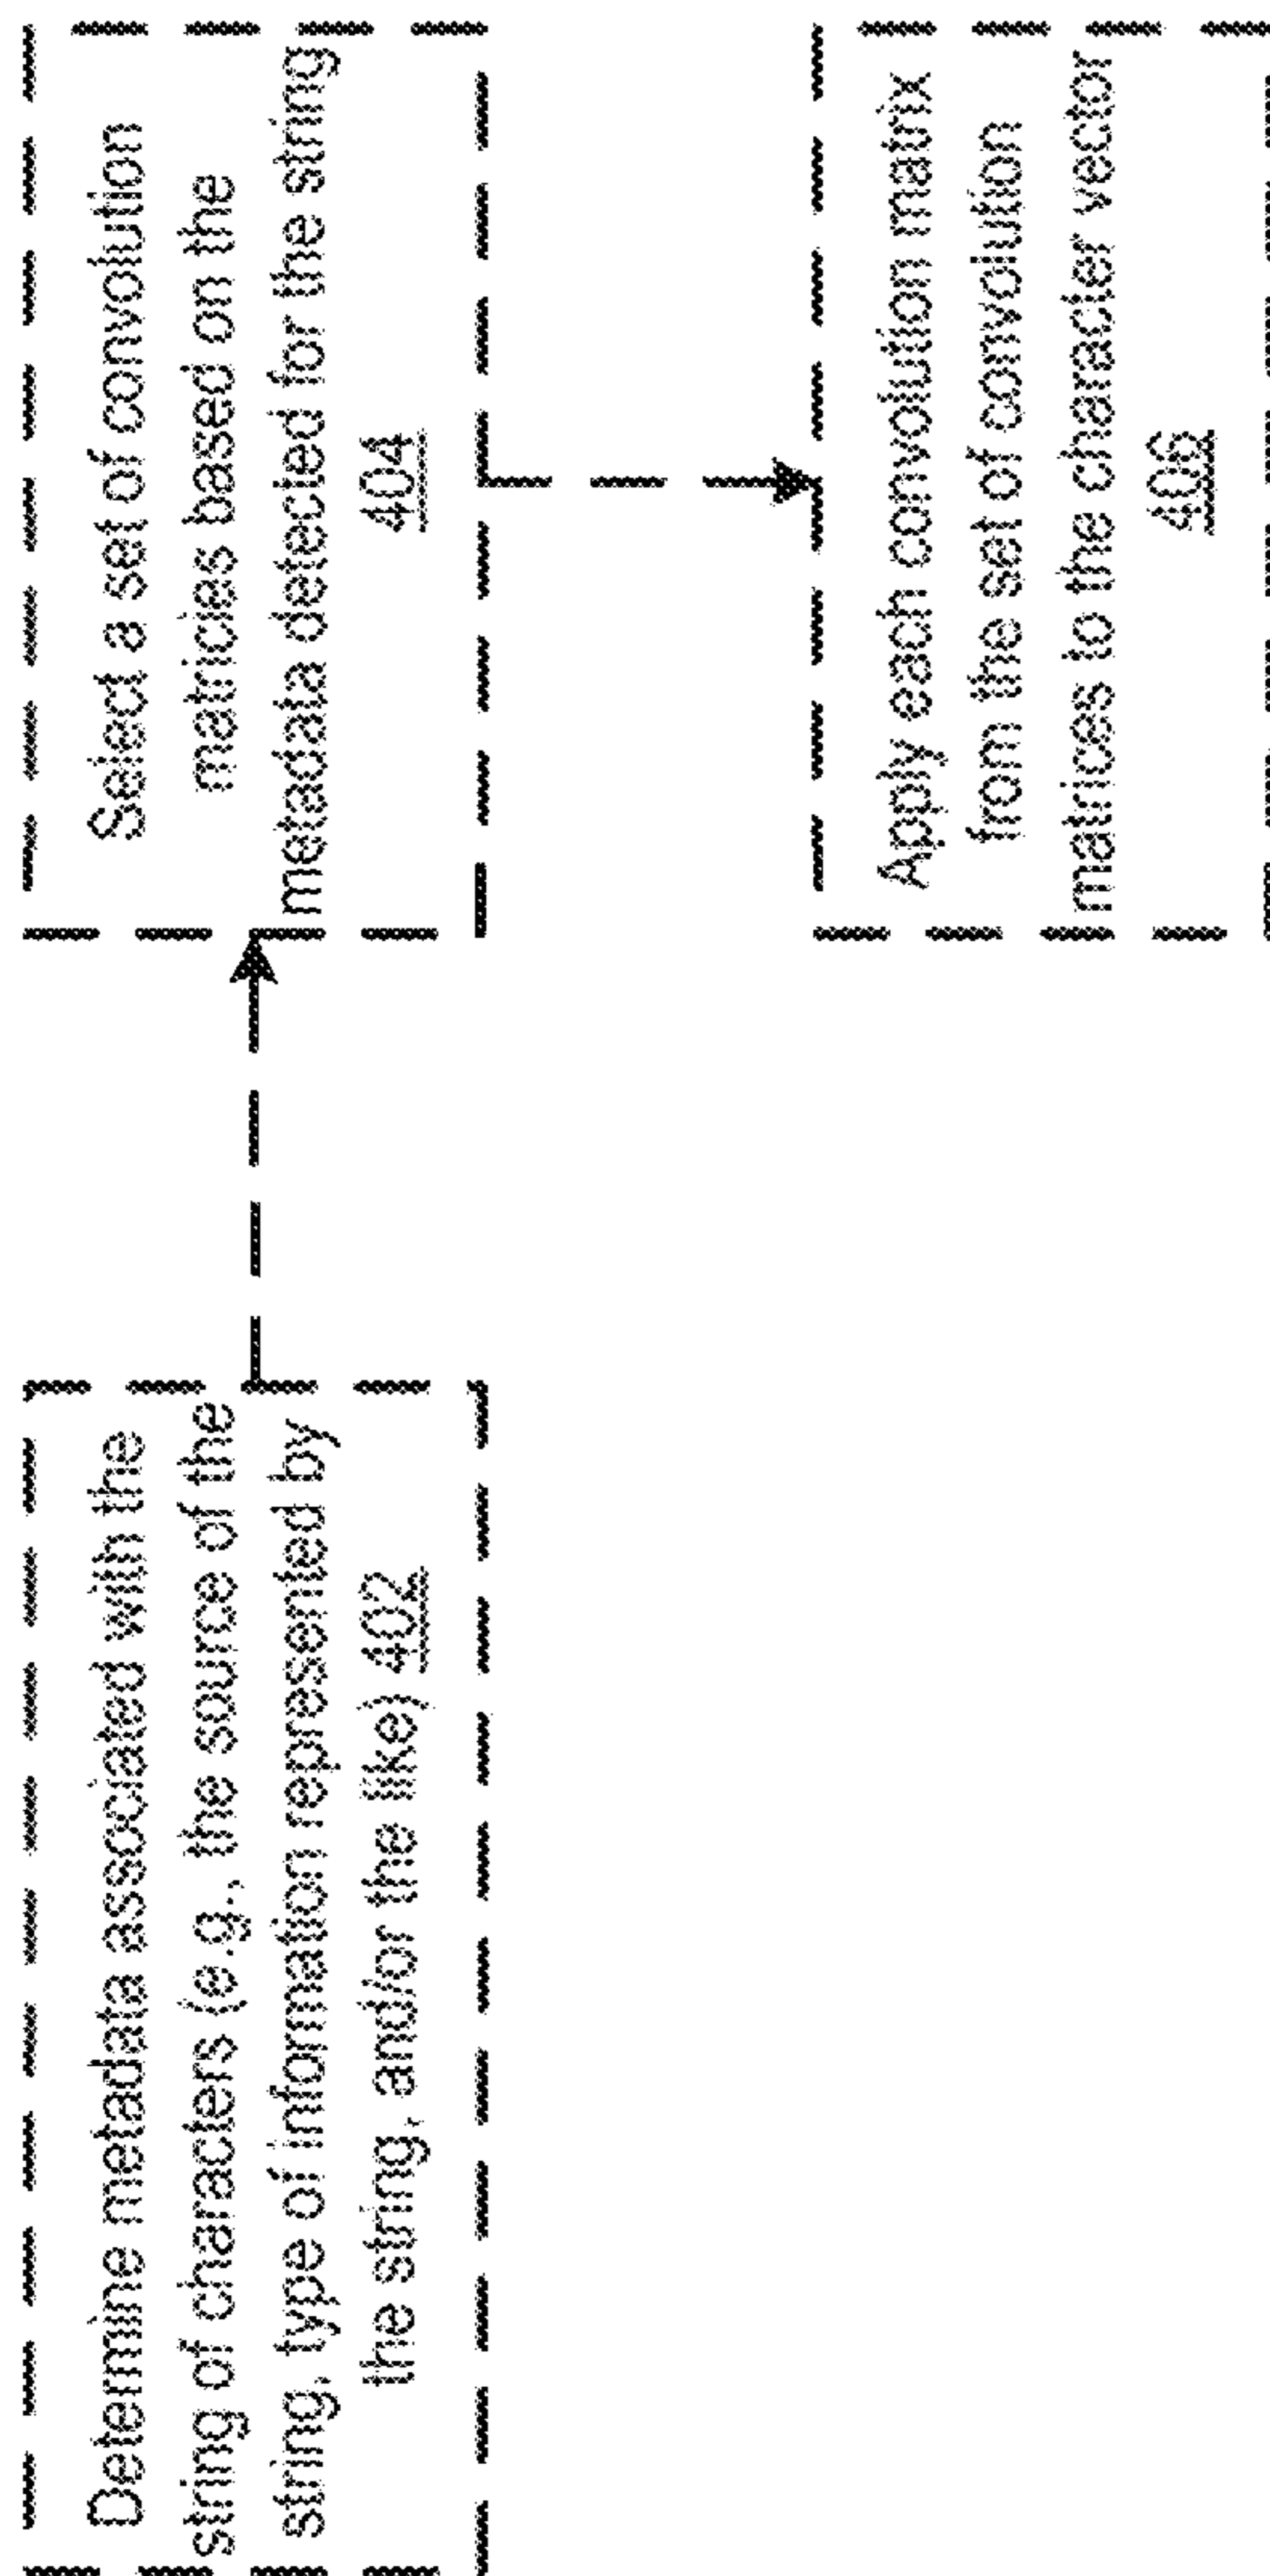 Determine metadata associated with the
string of characters (e.g., the source of the
string, type of information represented by
the string, and/or the like) 402
Select a set of convolution
matricies based on the
metadata detected for the string
404
Apply each convolution matrix
from the set of convolution
matrices to the character vector
406